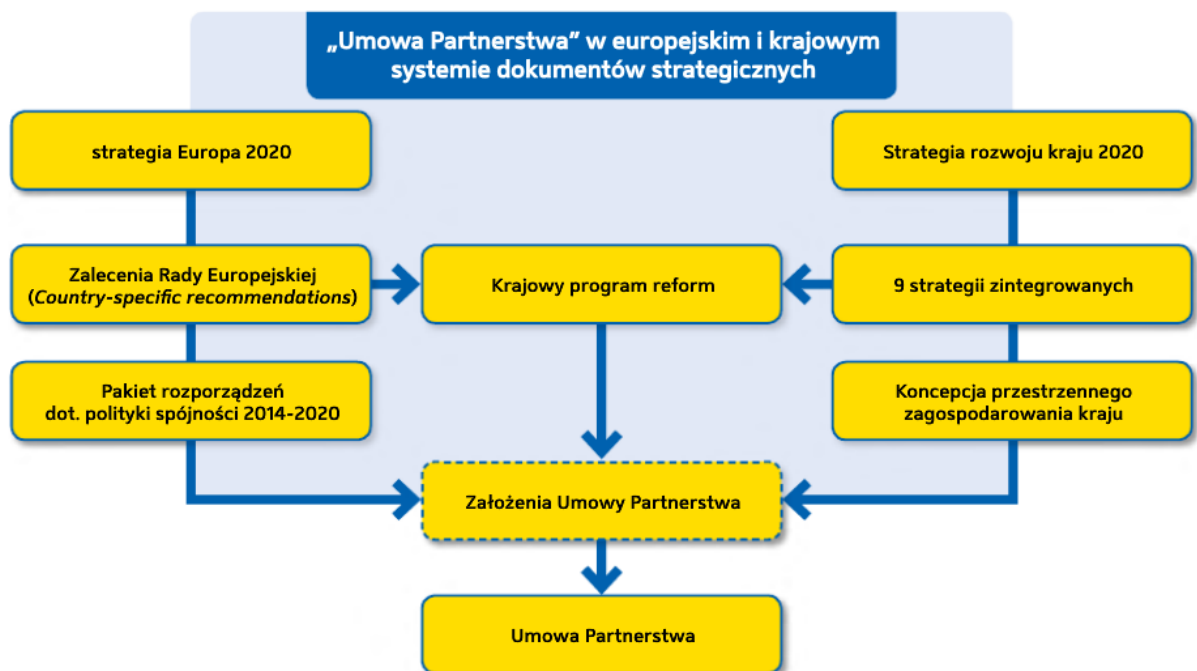 „Umowa Partnerstwa” w europejskim i krajowym
systemie dokumentów strategicznych
strategia Europa 2020
Strategia rozwoju kraju 2020
Zalecenia Rady Europejskiej
(Country-specific recommendations)
Krajowy program reform
9 strategii zintegrowanych
Pakiet rozporządzeń
dot. polityki spójności 2014-2020
Koncepcja przestrzennego
zagospodarowania kraju
Założenia Umowy Partnerstwa
Umowa Partnerstwa